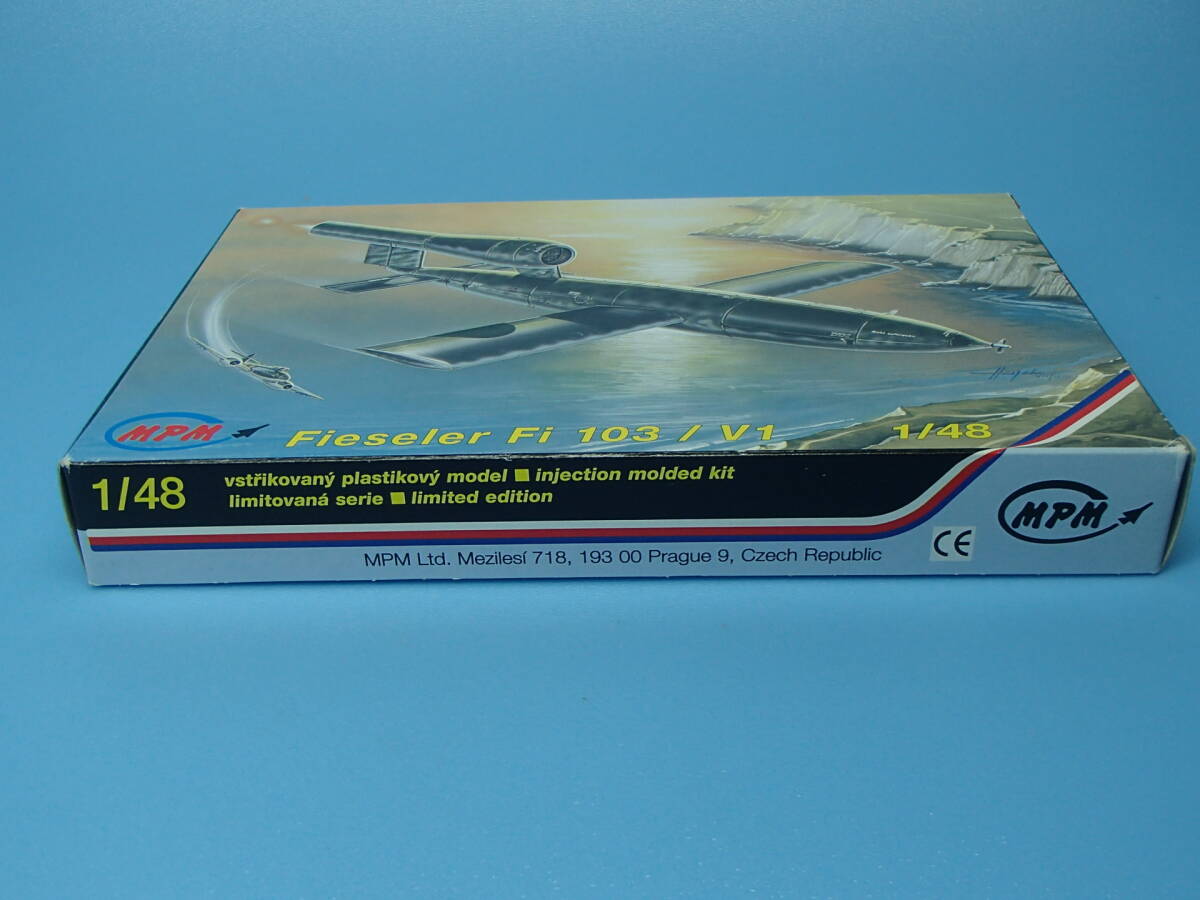 MPM
Fieseler Fi 103 / V1
1/48
1/48
vstřikovaný plastikový model ■ injection molded kit
limitovaná serie ■ limited edition
MPM Ltd. Mezilesí 718, 193 00 Prague 9, Czech Republic
CE
MPM